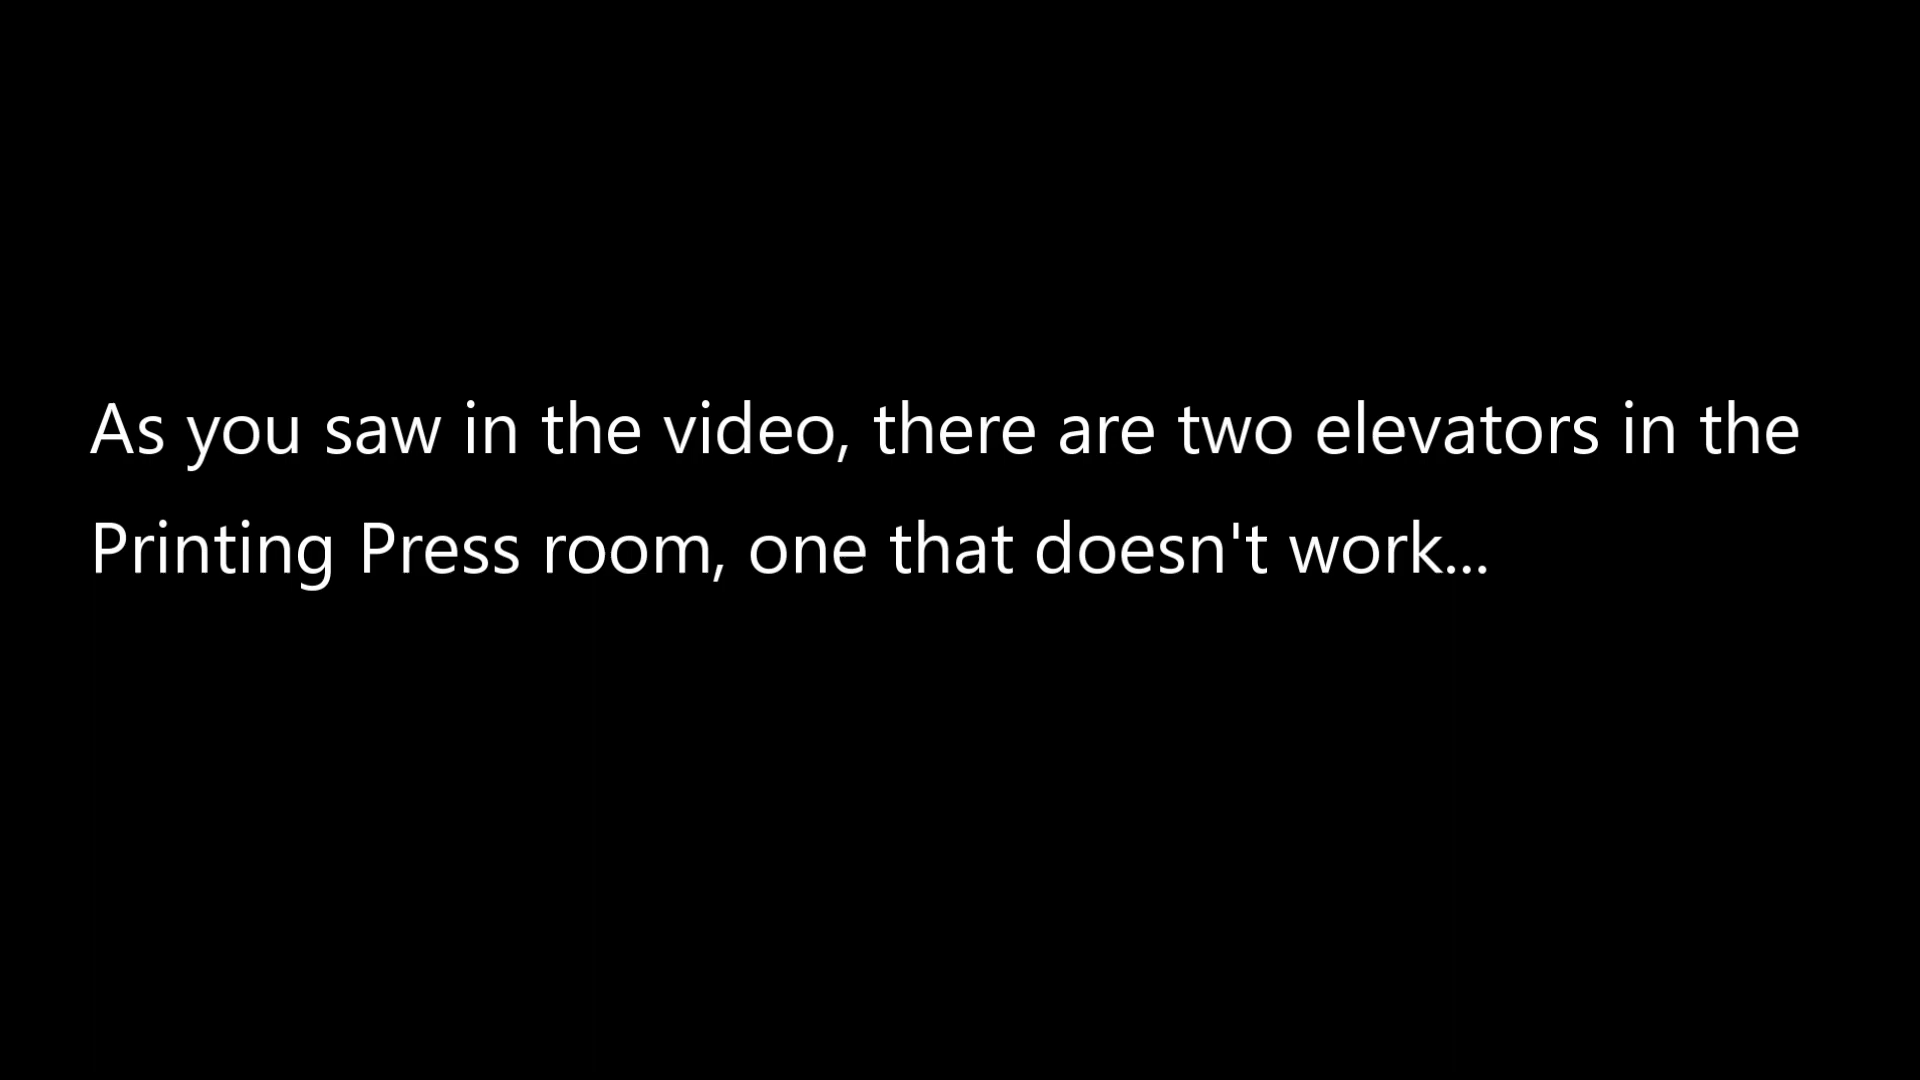 As you saw in the video, there are two elevators in the
Printing Press room, one that doesn't work...